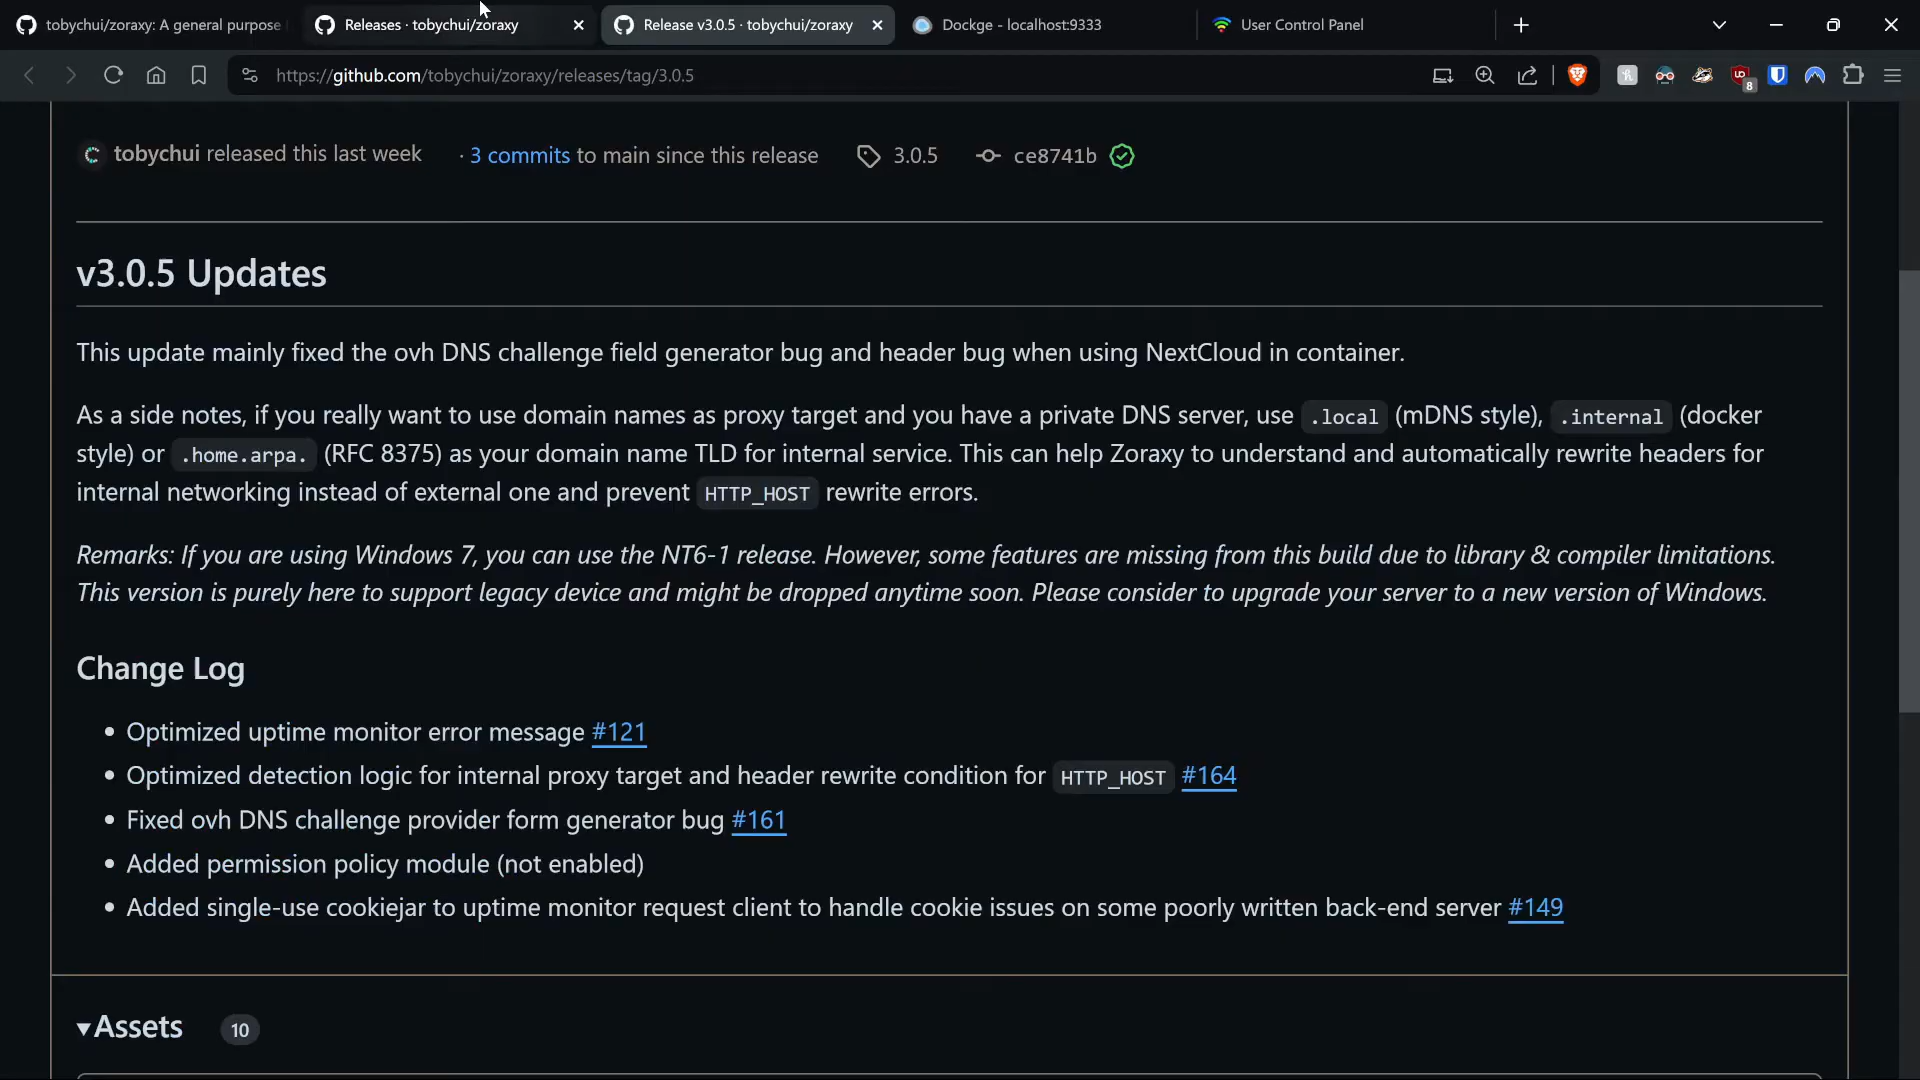 tobychui/zoraxy: A general purpose
Releases · tobychui/zoraxy
Release v3.0.5 · tobychui/zoraxy
Dockge - localhost:9333
User Control Panel
https://github.com/tobychui/zoraxy/releases/tag/3.0.5
8
tobychui released this last week · 3 commits to main since this release 3.0.5 ce8741b
v3.0.5 Updates
This update mainly fixed the ovh DNS challenge field generator bug and header bug when using NextCloud in container.
As a side notes, if you really want to use domain names as proxy target and you have a private DNS server, use .local (mDNS style), .internal (docker
style) or .home.arpa. (RFC 8375) as your domain name TLD for internal service. This can help Zoraxy to understand and automatically rewrite headers for
internal networking instead of external one and prevent HTTP_HOST rewrite errors.
Remarks: If you are using Windows 7, you can use the NT6-1 release. However, some features are missing from this build due to library & compiler limitations.
This version is purely here to support legacy device and might be dropped anytime soon. Please consider to upgrade your server to a new version of Windows.
Change Log
• Optimized uptime monitor error message #121
• Optimized detection logic for internal proxy target and header rewrite condition for HTTP_HOST #164
• Fixed ovh DNS challenge provider form generator bug #161
• Added permission policy module (not enabled)
• Added single-use cookiejar to uptime monitor request client to handle cookie issues on some poorly written back-end server #149
▾Assets 10